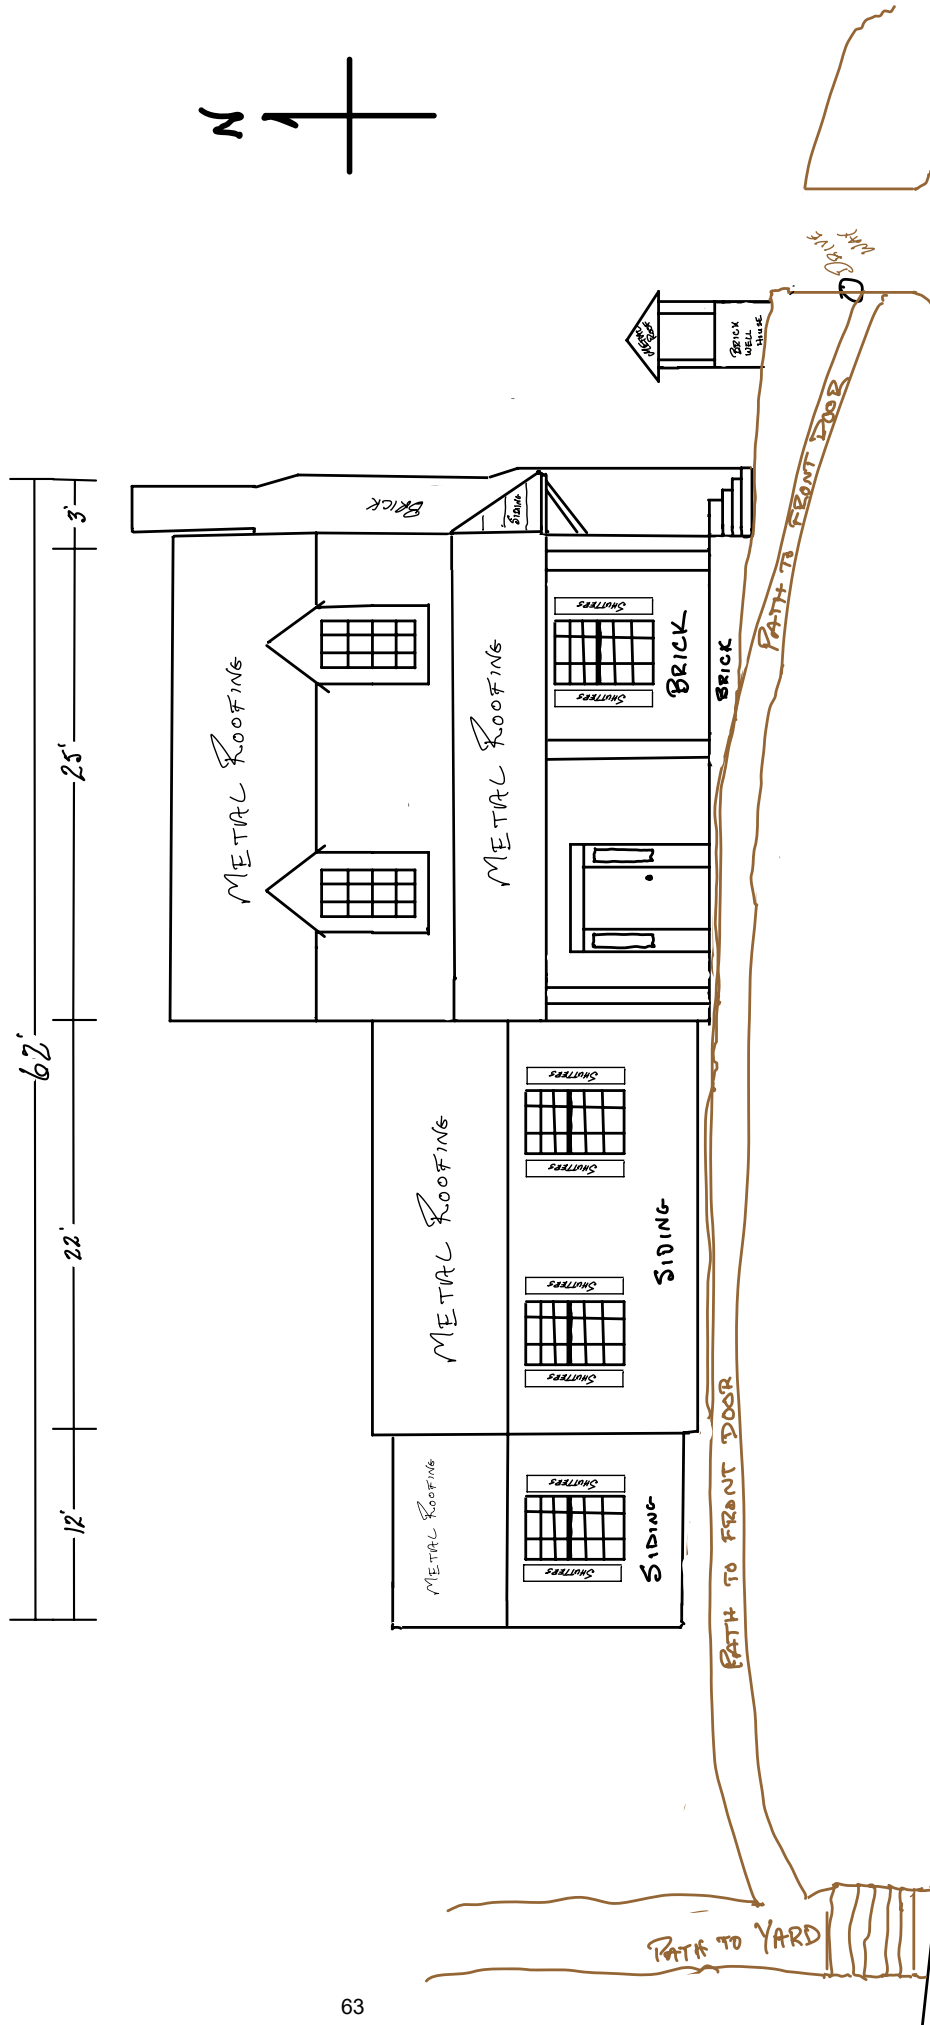 N
62'
12'
22'
25'
3'
METAL ROOFING
METAL ROOFING
METAL ROOFING
METAL ROOFING
BRICK
SIDING
METAL
ROOF
BRICK
WELL
HOUSE
SHUTTERS
SHUTTERS
SHUTTERS
SHUTTERS
SHUTTERS
SHUTTERS
SHUTTERS
SHUTTERS
SIDING
SIDING
BRICK
BRICK
PATH TO YARD
PATH TO FRONT DOOR
PATH TO FRONT DOOR
DRIVE
WAY
63